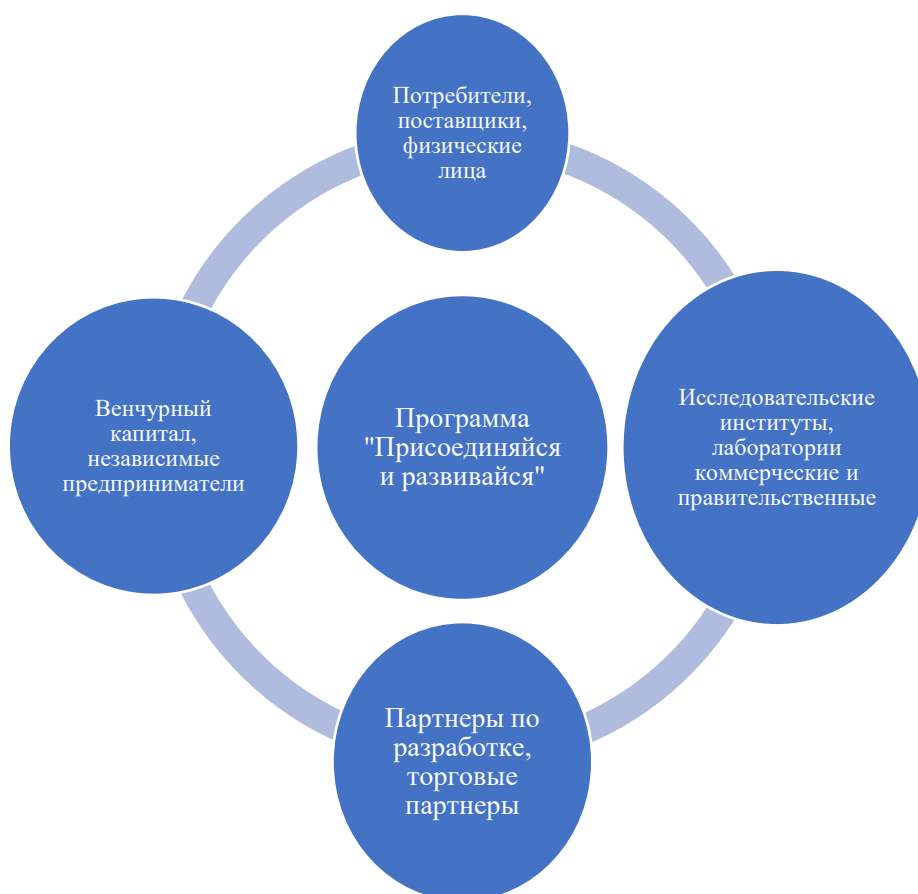 Потребители,
поставщики,
физические
лица
Венчурный
капитал,
независимые
предприниматели
Программа
"Присоединяйся
и развивайся"
Исследовательские
институты,
лаборатории
коммерческие и
правительственные
Партнеры по
разработке,
торговые
партнеры